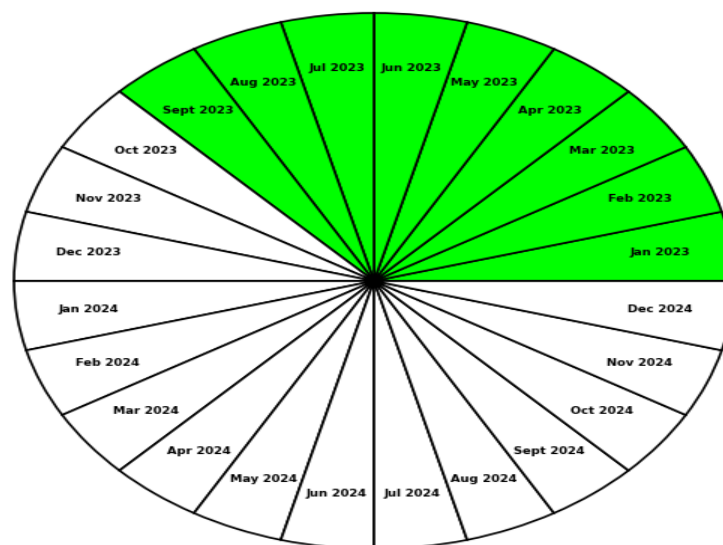 Jul 2023
Jun 2023
Aug 2023
May 2023
Sept 2023
Apr 2023
Oct 2023
Mar 2023
Nov 2023
Feb 2023
Dec 2023
Jan 2023
Jan 2024
Dec 2024
Feb 2024
Nov 2024
Mar 2024
Oct 2024
Apr 2024
Sept 2024
May 2024
Aug 2024
Jun 2024
Jul 2024